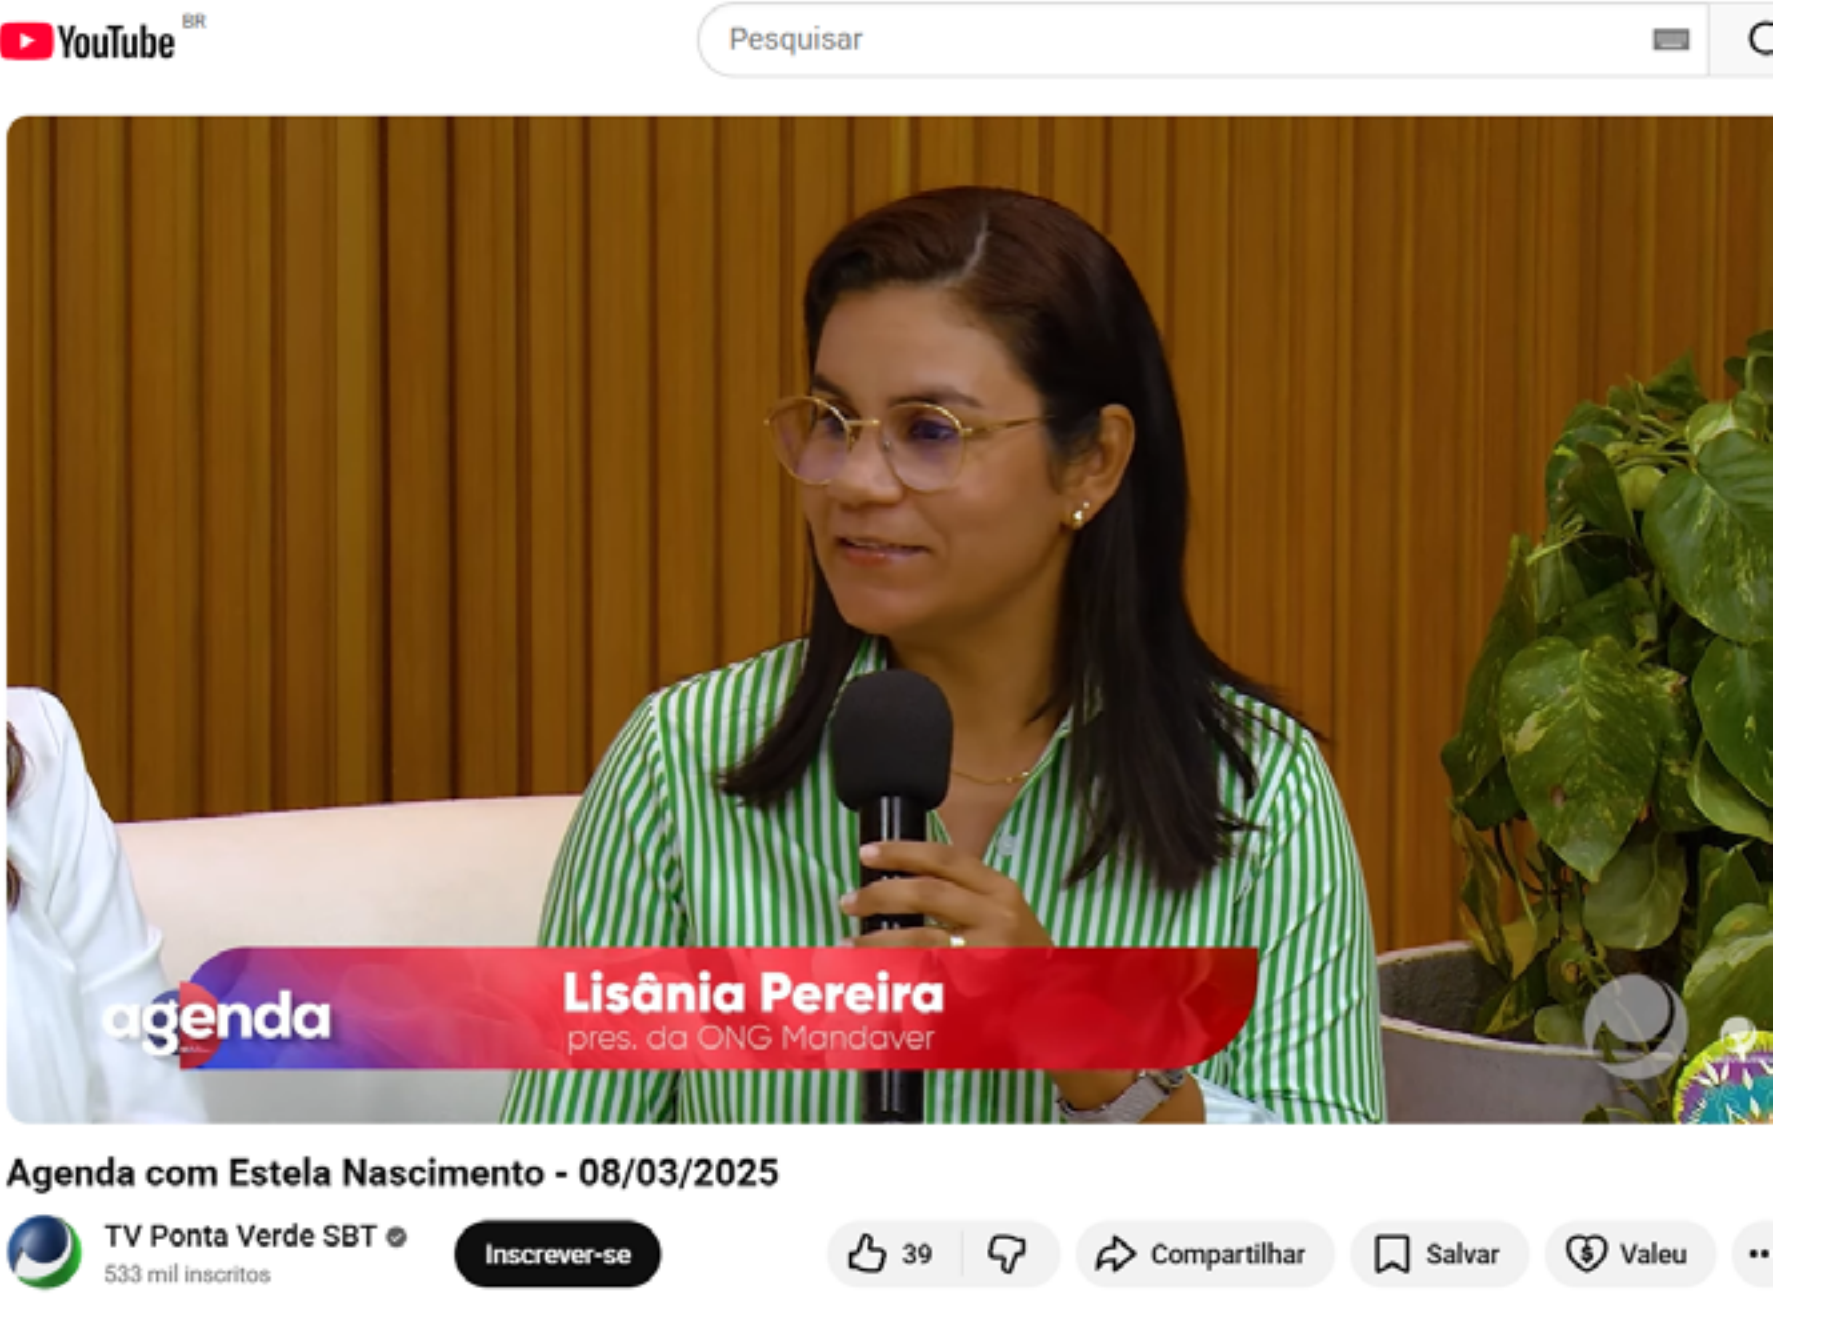 YouTube BR
Pesquisar
agenda
Lisânia Pereira
pres. da ONG Mandaver
Agenda com Estela Nascimento - 08/03/2025
TV Ponta Verde SBT
533 mil inscritos
Inscrever-se
39
Compartilhar
Salvar
Valeu